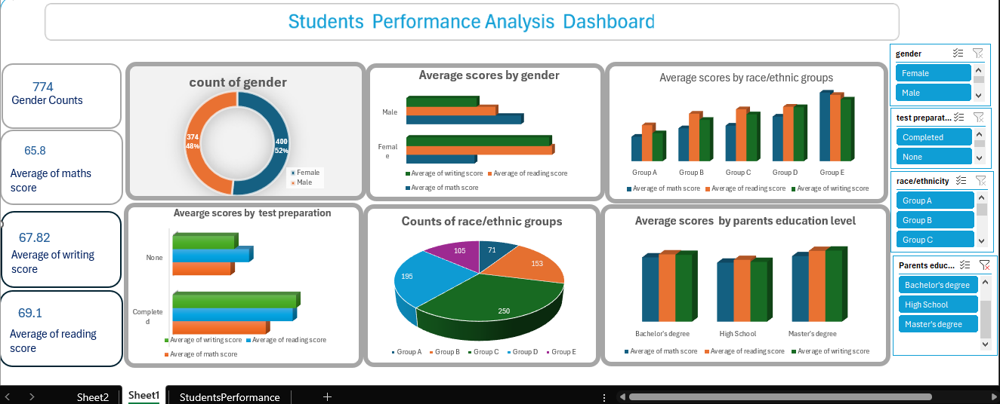 Students Performance Analysis Dashboard
774
Gender Counts
65.8
Average of maths
score
67.82
Average of writing
score
69.1
Average of reading
score
count of gender
374
48%
400
52%
Female
Male
Average scores by gender
Male
Femal
e
Average of writing score
Average of reading score
Average of math score
Average scores by race/ethnic groups
Group A
Group B
Group C
Group D
Group E
Average of math score
Average of reading score
Average of writing score
Avearge scores by test preparation
None
Complete
d
Average of writing score
Average of reading score
Average of math score
Counts of race/ethnic groups
105
71
153
195
250
Group A
Group B
Group C
Group D
Group E
Average scores by parents education level
Bachelor's degree
High School
Master's degree
Average of math score
Average of reading score
Average of writing score
gender
Female
Male
test preparat...
Completed
None
race/ethnicity
Group A
Group B
Group C
Parents educ...
Bachelor's degree
High School
Master's degree
Sheet2
Sheet1
StudentsPerformance